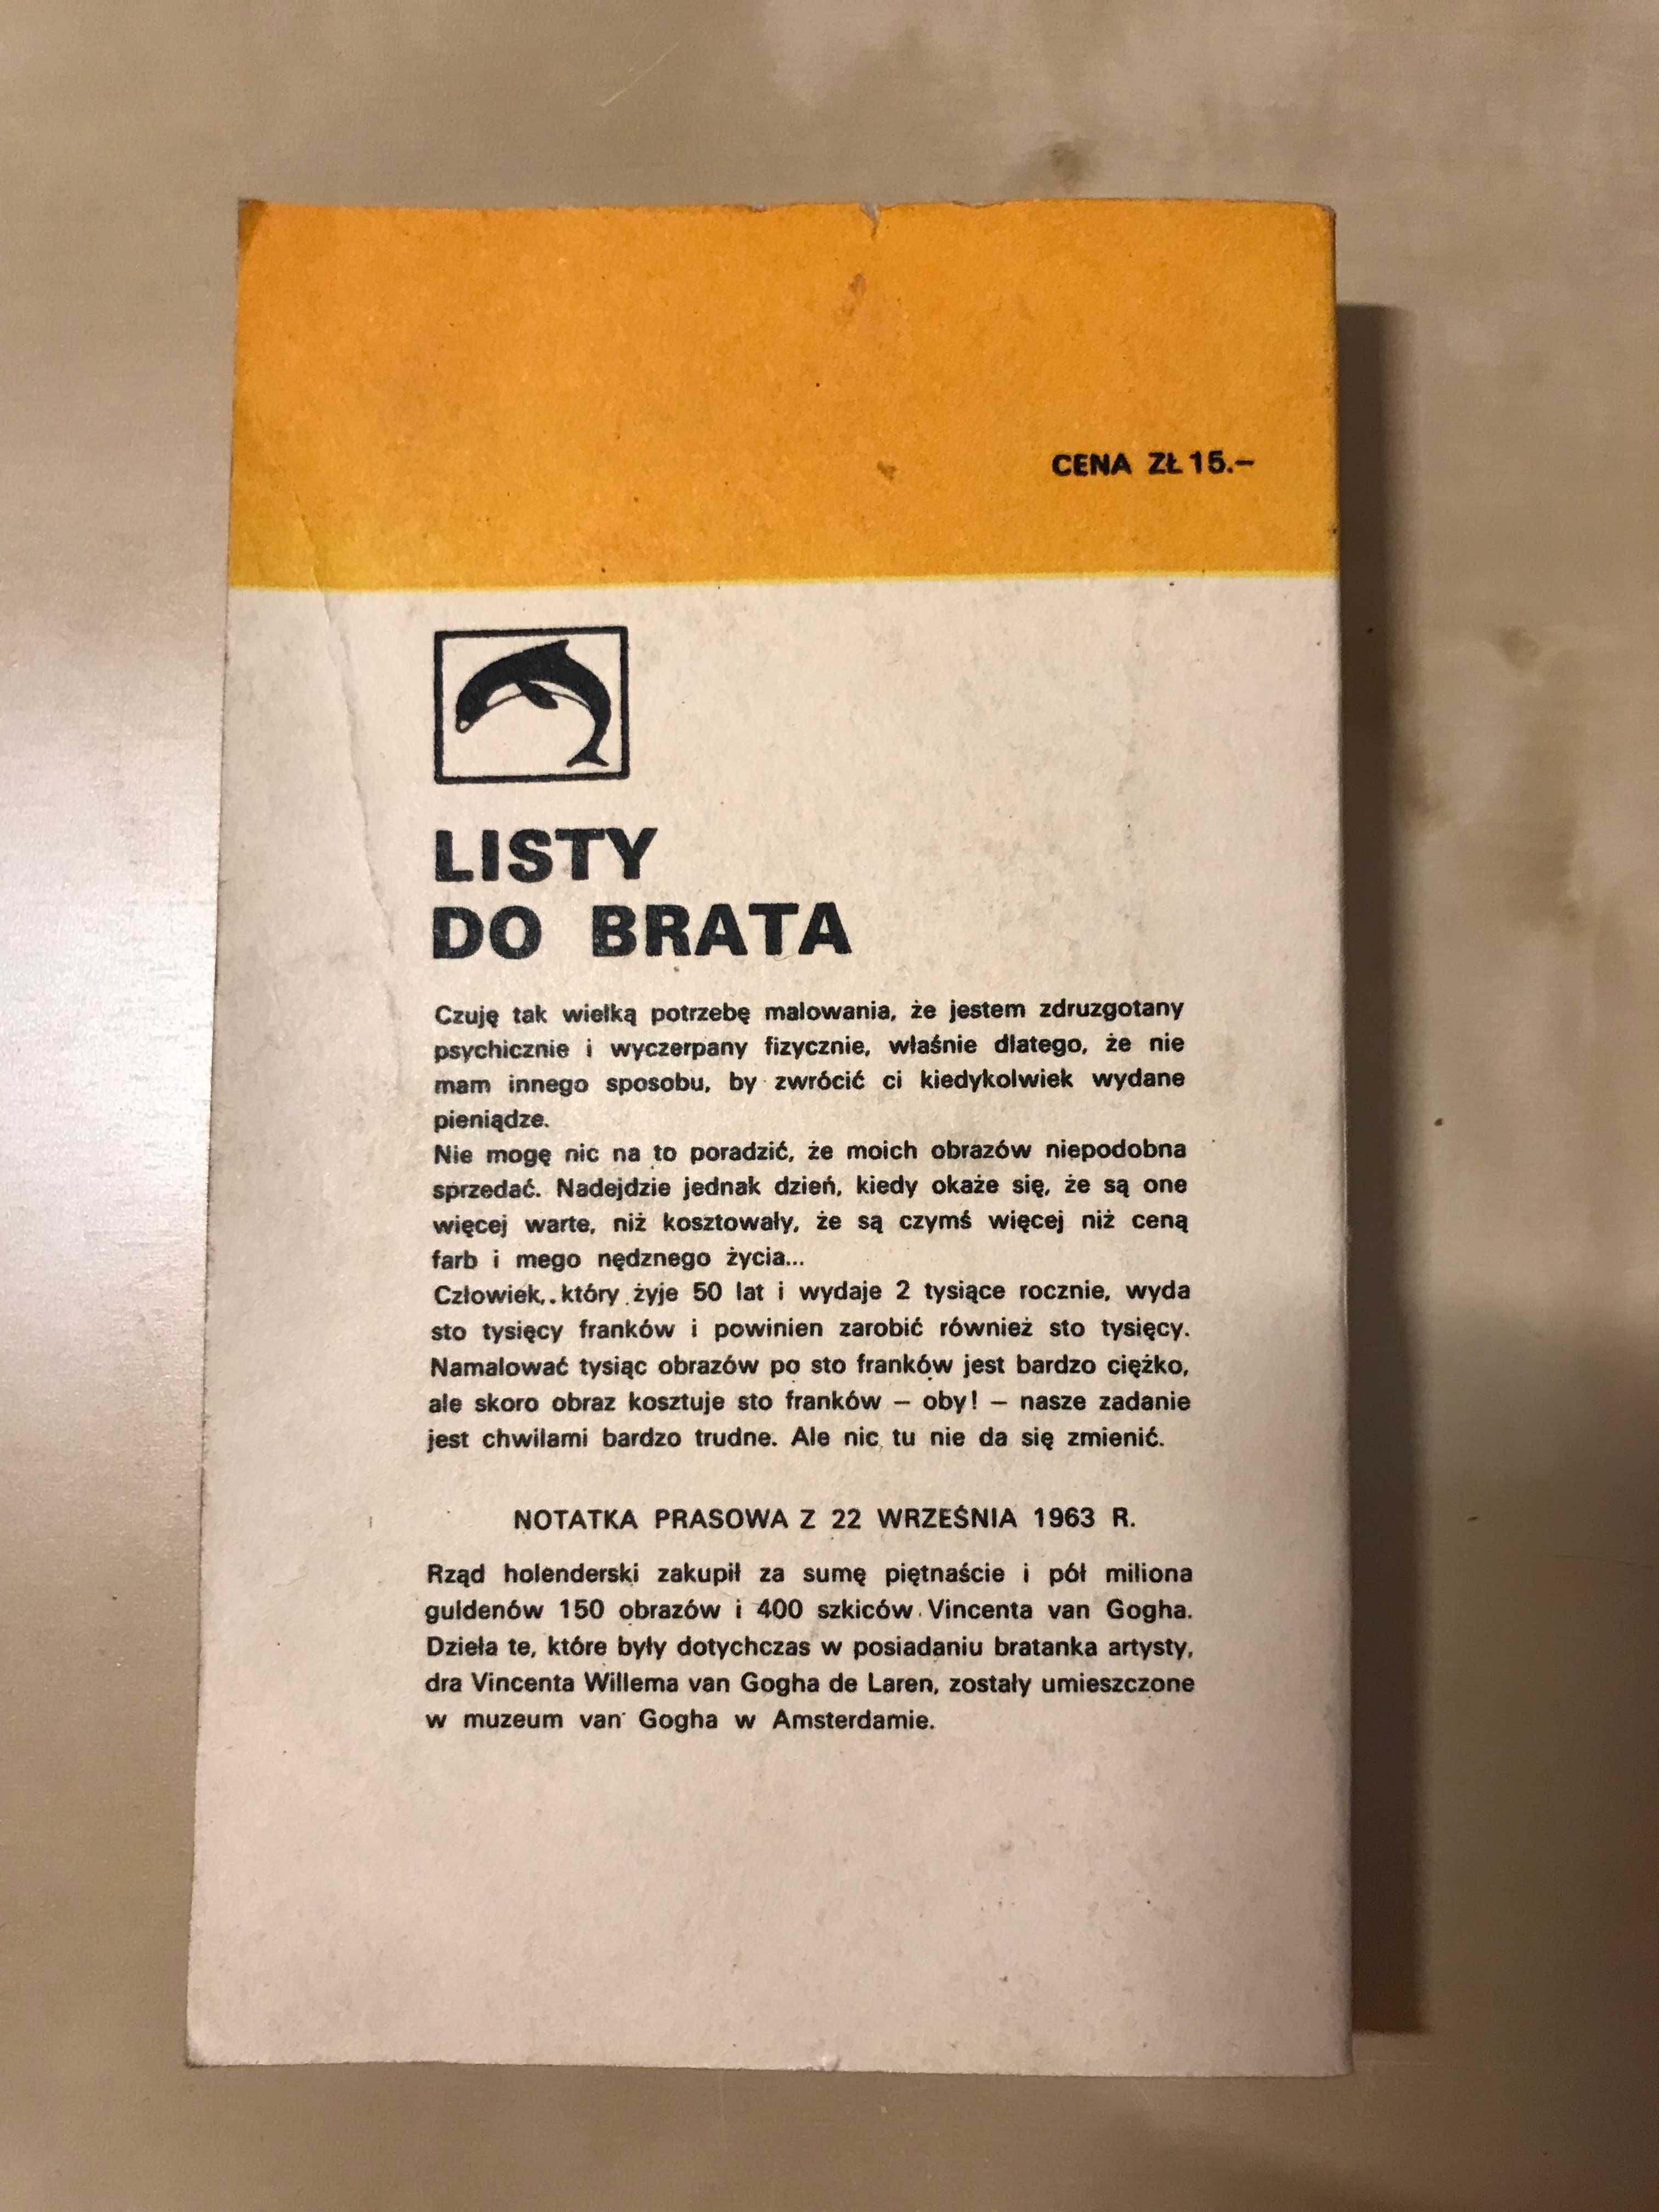 CENA ZŁ 15.–
LISTY
DO BRATA
Czuję tak wielką potrzebę malowania, że jestem zdruzgotany
psychicznie i wyczerpany fizycznie, właśnie dlatego, że nie
mam innego sposobu, by zwrócić ci kiedykolwiek wydane
pieniądze.
Nie mogę nic na to poradzić, że moich obrazów niepodobna
sprzedać. Nadejdzie jednak dzień, kiedy okaże się, że są one
więcej warte, niż kosztowały, że są czymś więcej niż ceną
farb i mego nędznego życia...
Człowiek, który żyje 50 lat i wydaje 2 tysiące rocznie, wyda
sto tysięcy franków i powinien zarobić również sto tysięcy.
Namalować tysiąc obrazów po sto franków jest bardzo ciężko,
ale skoro obraz kosztuje sto franków – oby! – nasze zadanie
jest chwilami bardzo trudne. Ale nic tu nie da się zmienić.
NOTATKA PRASOWA Z 22 WRZEŚNIA 1963 R.
Rząd holenderski zakupił za sumę piętnaście i pół miliona
guldenów 150 obrazów i 400 szkiców Vincenta van Gogha.
Dzieła te, które były dotychczas w posiadaniu bratanka artysty,
dra Vincenta Willema van Gogha de Laren, zostały umieszczone
w muzeum van Gogha w Amsterdamie.